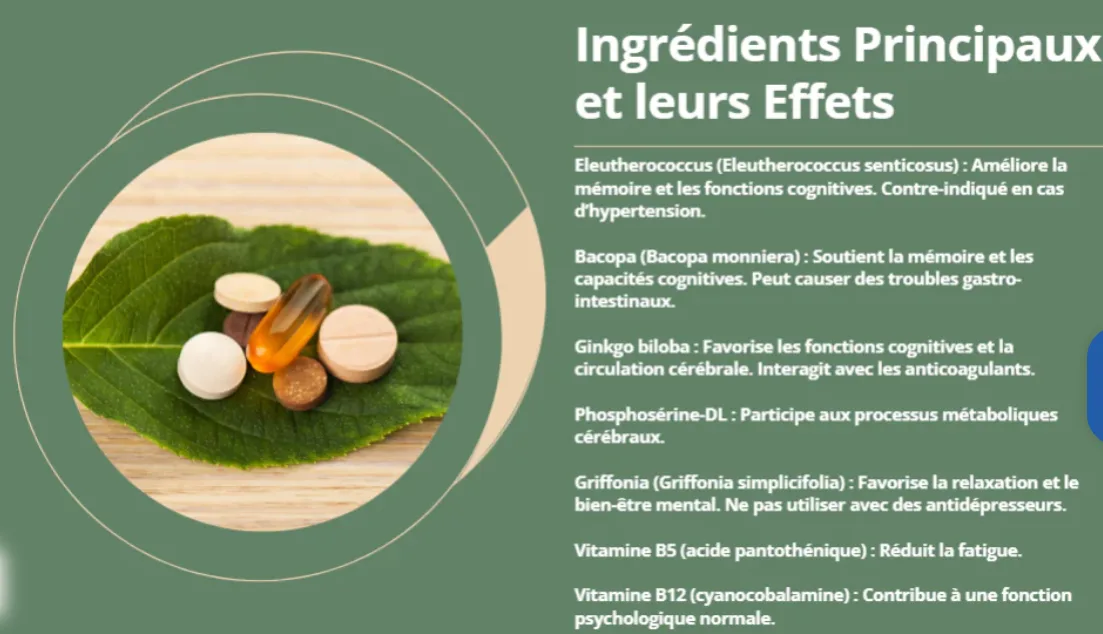 Ingrédients Principaux
et leurs Effets
Eleutherococcus (Eleutherococcus senticosus) : Améliore la
mémoire et les fonctions cognitives. Contre-indiqué en cas
d’hypertension.
Bacopa (Bacopa monniera) : Soutient la mémoire et les
capacités cognitives. Peut causer des troubles gastro-
intestinaux.
Ginkgo biloba : Favorise les fonctions cognitives et la
circulation cérébrale. Interagit avec les anticoagulants.
Phosphosérine-DL : Participe aux processus métaboliques
cérébraux.
Griffonia (Griffonia simplicifolia) : Favorise la relaxation et le
bien-être mental. Ne pas utiliser avec des antidépresseurs.
Vitamine B5 (acide pantothénique) : Réduit la fatigue.
Vitamine B12 (cyanocobalamine) : Contribue à une fonction
psychologique normale.